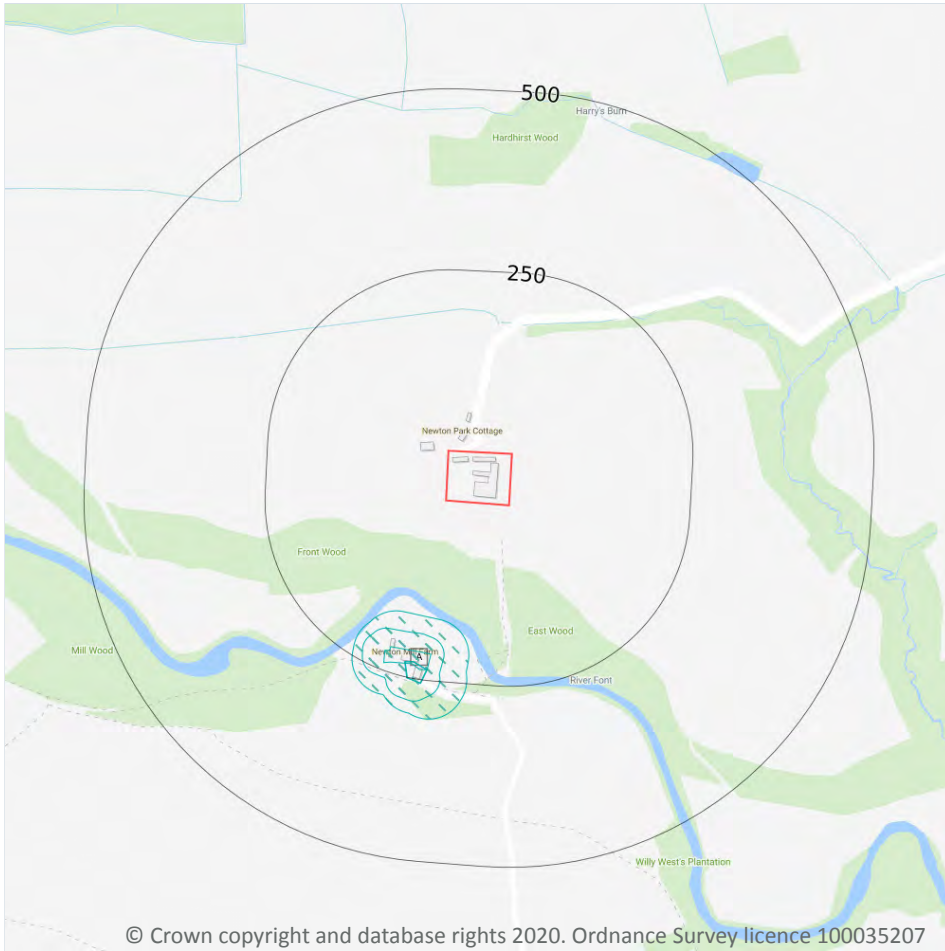 500
Harry's Burn
Hardhirst Wood
250
Newton Park Cottage
Front Wood
East Wood
Mill Wood
Newton Mill Farm
A
River Font
Willy West's Plantation
© Crown copyright and database rights 2020. Ordnance Survey licence 100035207